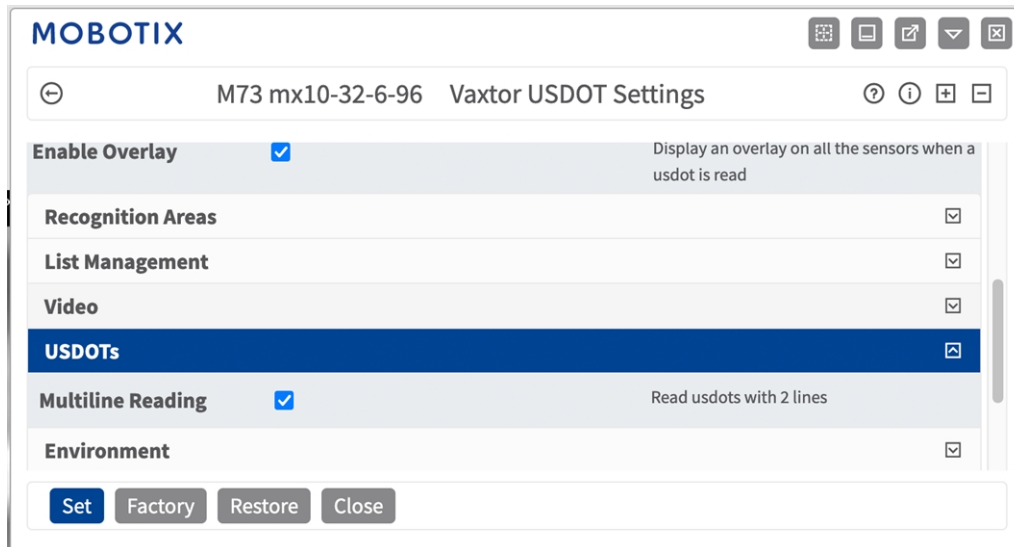 MOBOTIX
M73 mx10-32-6-96 Vaxtor USDOT Settings
Enable Overlay
Display an overlay on all the sensors when a
usdot is read
Recognition Areas
List Management
Video
USDOTs
Multiline Reading
Read usdots with 2 lines
Environment
Set Factory Restore Close